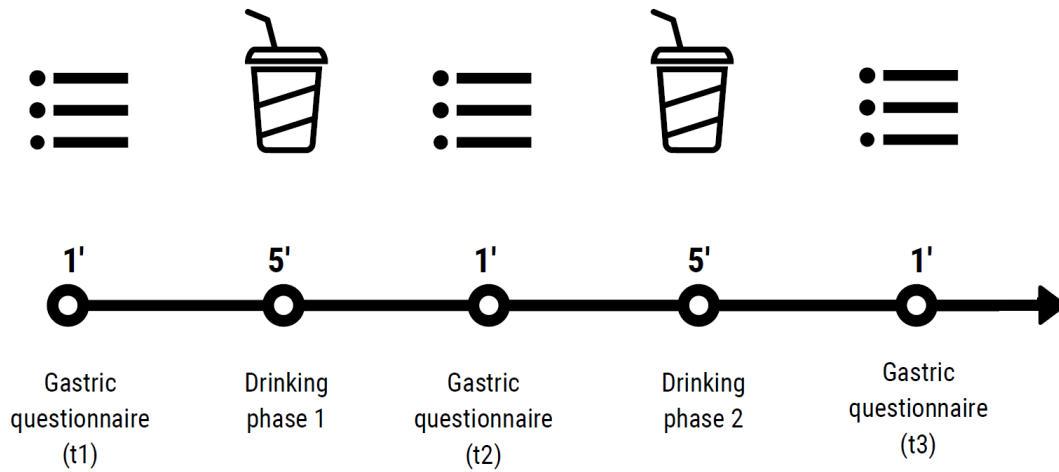 1'
5'
1'
5'
1'
Gastric
questionnaire
(t1)
Drinking
phase 1
Gastric
questionnaire
(t2)
Drinking
phase 2
Gastric
questionnaire
(t3)